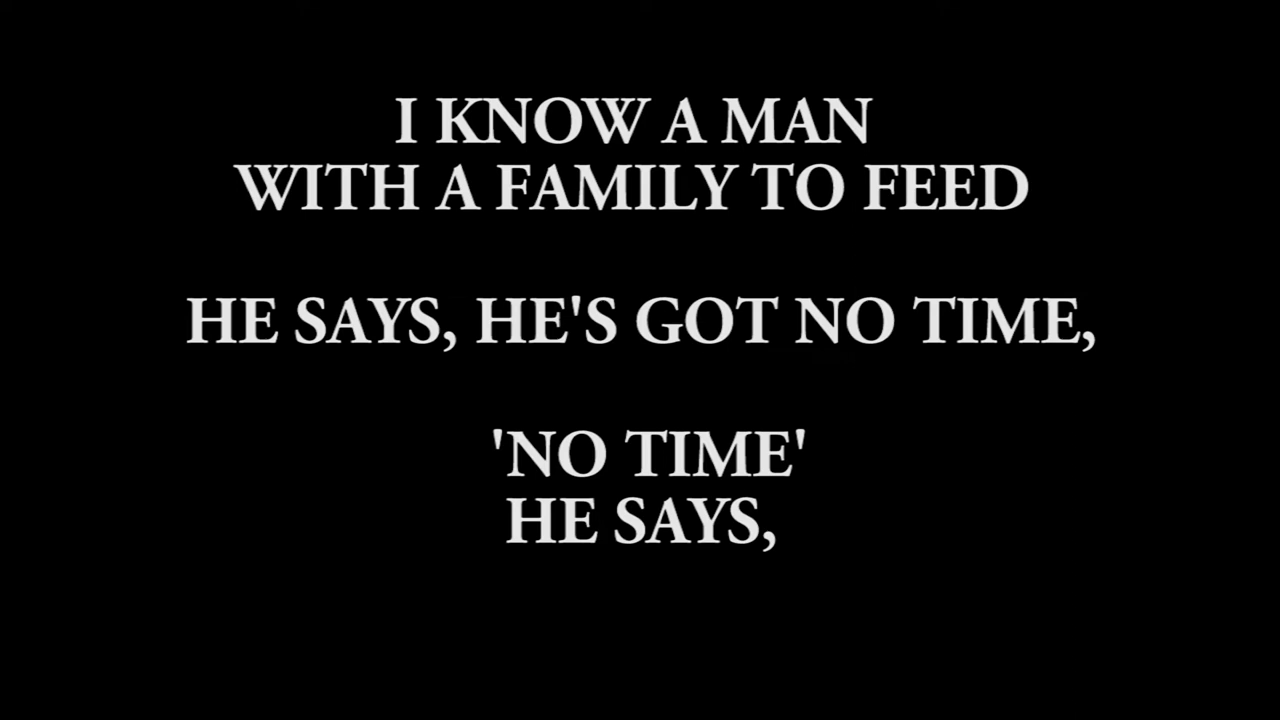 I KNOW A MAN
WITH A FAMILY TO FEED
HE SAYS, HE'S GOT NO TIME,
'NO TIME'
HE SAYS,